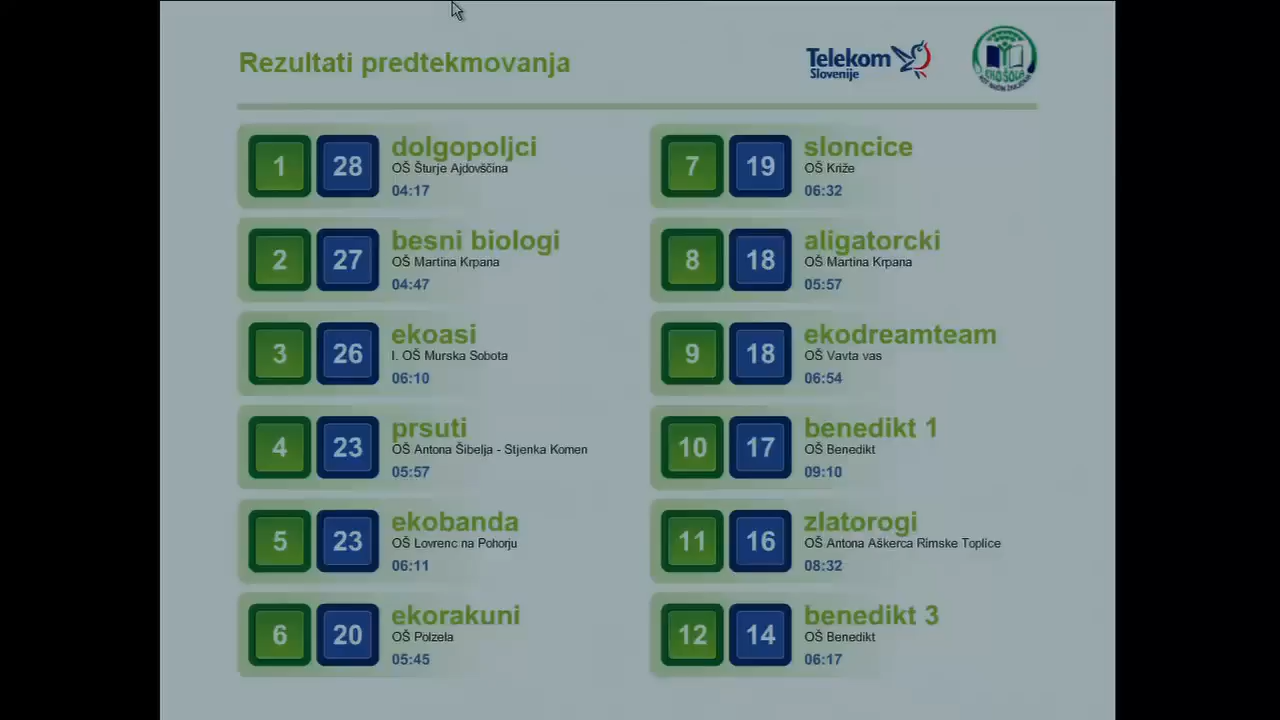 Rezultati predtekmovanja
Telekom
Slovenije
EKOŠOLA
1
28
dolgopoljci
OŠ Šturje Ajdovščina
04:17
2
27
besni biologi
OŠ Martina Krpana
04:47
3
26
ekoasi
I. OŠ Murska Sobota
06:10
4
23
prsuti
OŠ Antona Šibelja - Stjenka Komen
05:57
5
23
ekobanda
OŠ Lovrenc na Pohorju
06:11
6
20
ekorakuni
OŠ Polzela
05:45
7
19
sloncice
OŠ Križe
06:32
8
18
aligatorcki
OŠ Martina Krpana
05:57
9
18
ekodreamteam
OŠ Vavta vas
06:54
10
17
benedikt 1
OŠ Benedikt
09:10
11
16
zlatorogi
OŠ Antona Aškerca Rimske Toplice
08:32
12
14
benedikt 3
OŠ Benedikt
06:17